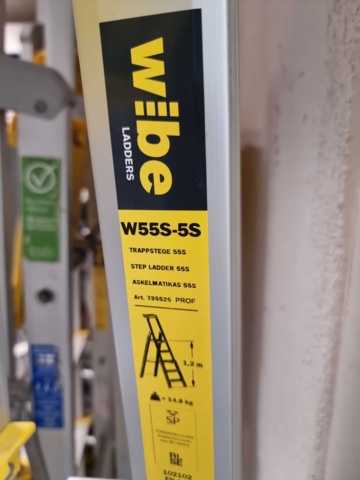 wibe
LADDERS
W55S-5S
TRAPPSTEGE 55S
STEP LADDER 55S
ASKELMATIKAS 55S
Art. 735525 PROF
1,2 m
= 14,8 kg
SP
RISE
102102